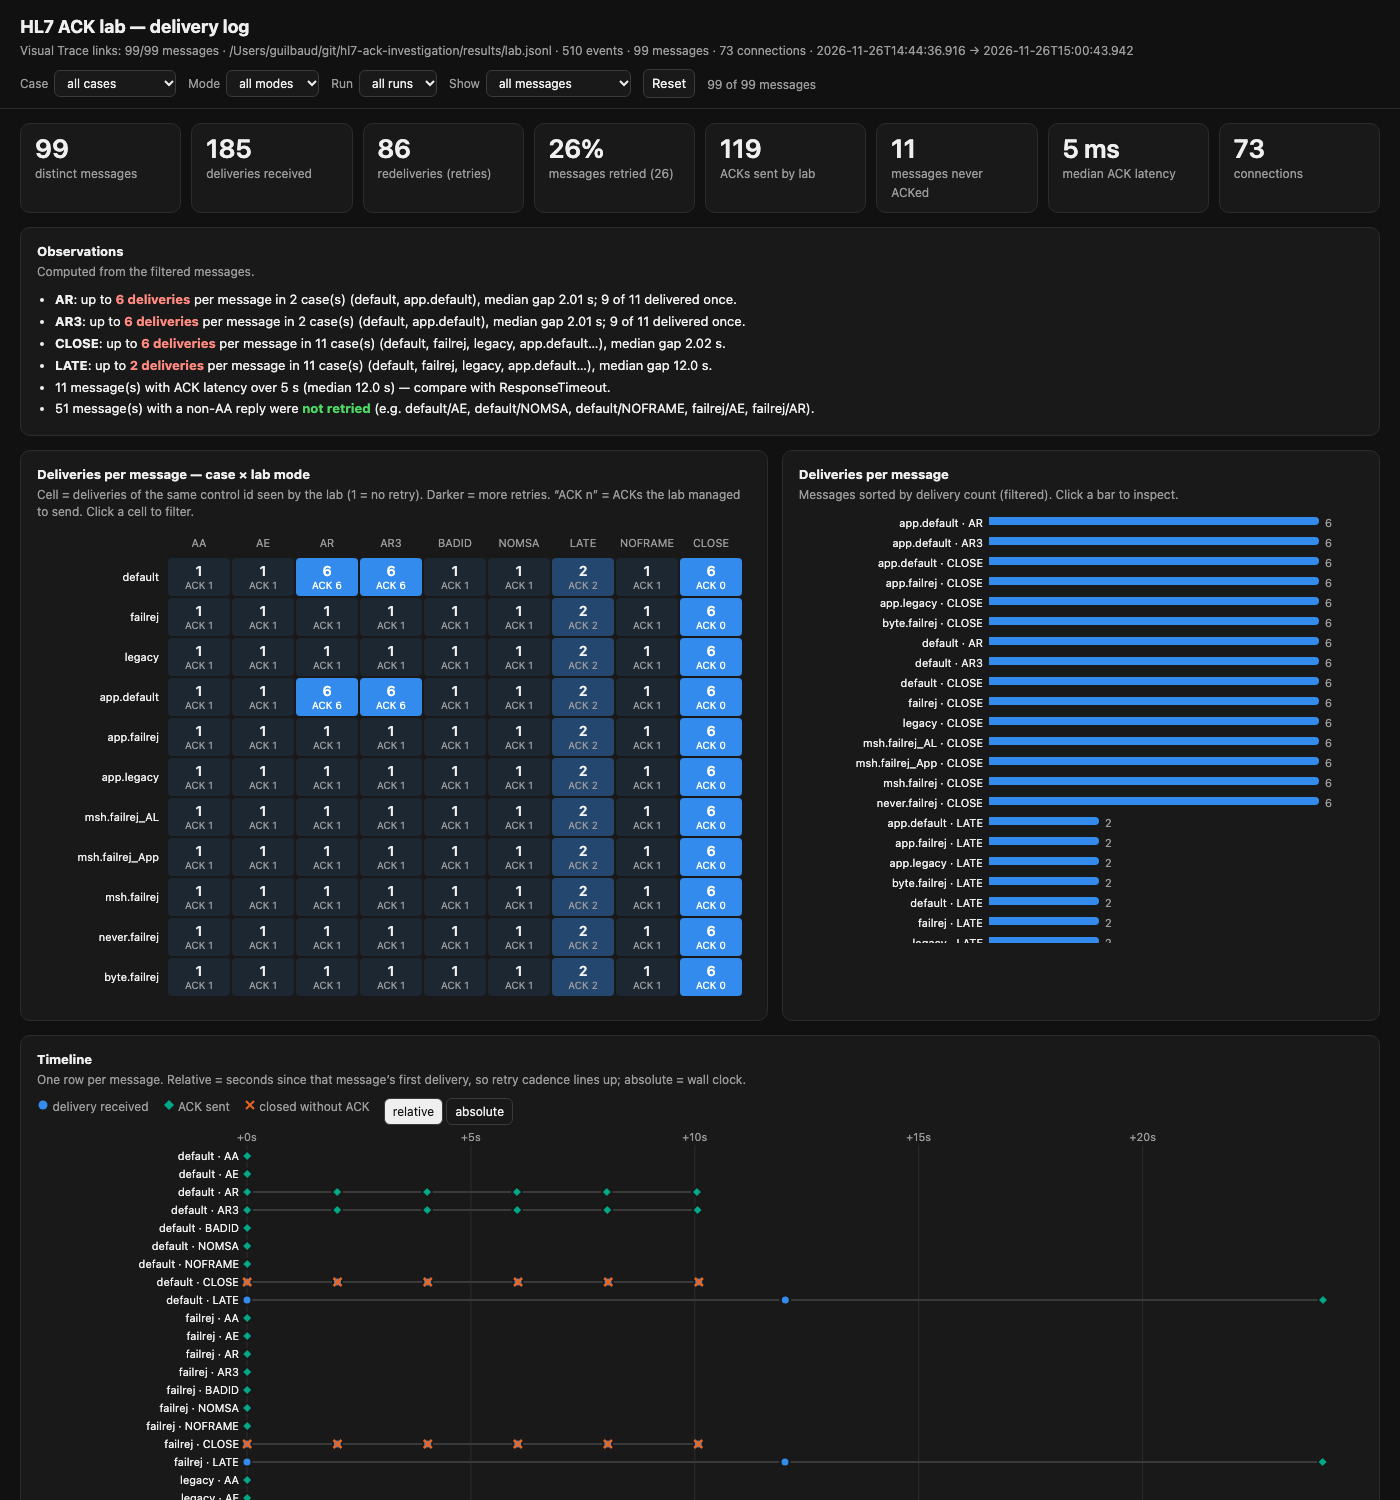 HL7 ACK lab — delivery log
Visual Trace links: 99/99 messages · /Users/guilbaud/git/hl7-ack-investigation/results/lab.jsonl · 510 events · 99 messages · 73 connections · 2026-11-26T14:44:36.916 → 2026-11-26T15:00:43.942
Case all cases Mode all modes Run all runs Show all messages Reset 99 of 99 messages
99 185 86 26% 119 11 5 ms 73
distinct messages deliveries received redeliveries (retries) messages retried (26) ACKs sent by lab messages never median ACK latency connections
ACKed
Observations
Computed from the filtered messages.
• AR: up to 6 deliveries per message in 2 case(s) (default, app.default), median gap 2.01 s; 9 of 11 delivered once.
• AR3: up to 6 deliveries per message in 2 case(s) (default, app.default), median gap 2.01 s; 9 of 11 delivered once.
• CLOSE: up to 6 deliveries per message in 11 case(s) (default, failrej, legacy, app.default…), median gap 2.02 s.
• LATE: up to 2 deliveries per message in 11 case(s) (default, failrej, legacy, app.default…), median gap 12.0 s.
• 11 message(s) with ACK latency over 5 s (median 12.0 s) — compare with ResponseTimeout.
• 51 message(s) with a non-AA reply were not retried (e.g. default/AE, default/NOMSA, default/NOFRAME, failrej/AE, failrej/AR).
Deliveries per message — case × lab mode
Cell = deliveries of the same control id seen by the lab (1 = no retry). Darker = more retries. “ACK n” = ACKs the lab managed
to send. Click a cell to filter.
AA AE AR AR3 BADID NOMSA LATE NOFRAME CLOSE
1 1 6 6 1 1 2 1 6
default
ACK 1 ACK 1 ACK 6 ACK 6 ACK 1 ACK 1 ACK 2 ACK 1 ACK 0
1 1 1 1 1 1 2 1 6
failrej
ACK 1 ACK 1 ACK 1 ACK 1 ACK 1 ACK 1 ACK 2 ACK 1 ACK 0
1 1 1 1 1 1 2 1 6
legacy
ACK 1 ACK 1 ACK 1 ACK 1 ACK 1 ACK 1 ACK 2 ACK 1 ACK 0
1 1 6 6 1 1 2 1 6
app.default
ACK 1 ACK 1 ACK 6 ACK 6 ACK 1 ACK 1 ACK 2 ACK 1 ACK 0
1 1 1 1 1 1 2 1 6
app.failrej
ACK 1 ACK 1 ACK 1 ACK 1 ACK 1 ACK 1 ACK 2 ACK 1 ACK 0
1 1 1 1 1 1 2 1 6
app.legacy
ACK 1 ACK 1 ACK 1 ACK 1 ACK 1 ACK 1 ACK 2 ACK 1 ACK 0
1 1 1 1 1 1 2 1 6
msh.failrej_AL
ACK 1 ACK 1 ACK 1 ACK 1 ACK 1 ACK 1 ACK 2 ACK 1 ACK 0
1 1 1 1 1 1 2 1 6
msh.failrej_App
ACK 1 ACK 1 ACK 1 ACK 1 ACK 1 ACK 1 ACK 2 ACK 1 ACK 0
1 1 1 1 1 1 2 1 6
msh.failrej
ACK 1 ACK 1 ACK 1 ACK 1 ACK 1 ACK 1 ACK 2 ACK 1 ACK 0
1 1 1 1 1 1 2 1 6
never.failrej
ACK 1 ACK 1 ACK 1 ACK 1 ACK 1 ACK 1 ACK 2 ACK 1 ACK 0
1 1 1 1 1 1 2 1 6
byte.failrej
ACK 1 ACK 1 ACK 1 ACK 1 ACK 1 ACK 1 ACK 2 ACK 1 ACK 0
Deliveries per message
Messages sorted by delivery count (filtered). Click a bar to inspect.
app.default · AR 6
app.default · AR3 6
app.default · CLOSE 6
app.failrej · CLOSE 6
app.legacy · CLOSE 6
byte.failrej · CLOSE 6
default · AR 6
default · AR3 6
default · CLOSE 6
failrej · CLOSE 6
legacy · CLOSE 6
msh.failrej_AL · CLOSE 6
msh.failrej_App · CLOSE 6
msh.failrej · CLOSE 6
never.failrej · CLOSE 6
app.default · LATE 2
app.failrej · LATE 2
app.legacy · LATE 2
byte.failrej · LATE 2
default · LATE 2
failrej · LATE 2
legacy · LATE 2
Timeline
One row per message. Relative = seconds since that message's first delivery, so retry cadence lines up; absolute = wall clock.
delivery received ACK sent closed without ACK relative absolute
+0s +5s +10s +15s +20s
default · AA
default · AE
default · AR
default · AR3
default · BADID
default · NOMSA
default · NOFRAME
default · CLOSE
default · LATE
failrej · AA
failrej · AE
failrej · AR
failrej · AR3
failrej · BADID
failrej · NOMSA
failrej · NOFRAME
failrej · CLOSE
failrej · LATE
legacy · AA
legacy · AE